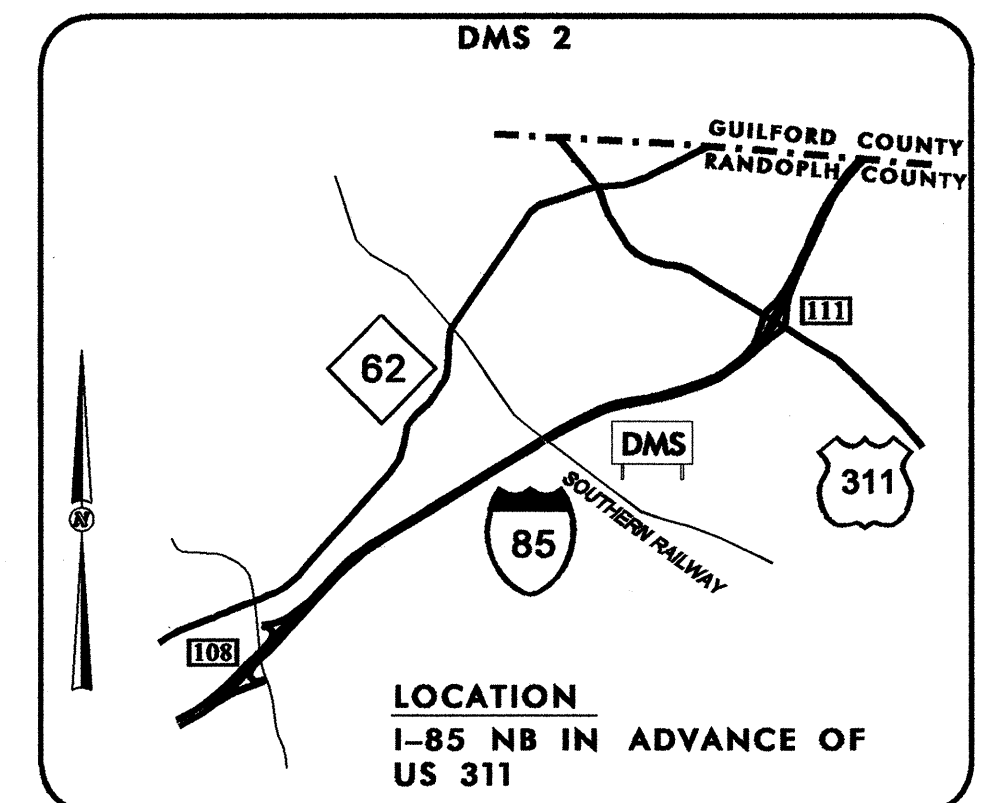 DMS 2
GUILFORD COUNTY
RANDOPLH COUNTY
111
62
DMS
311
85
SOUTHERN RAILWAY
N
108
LOCATION
I-85 NB IN ADVANCE OF
US 311